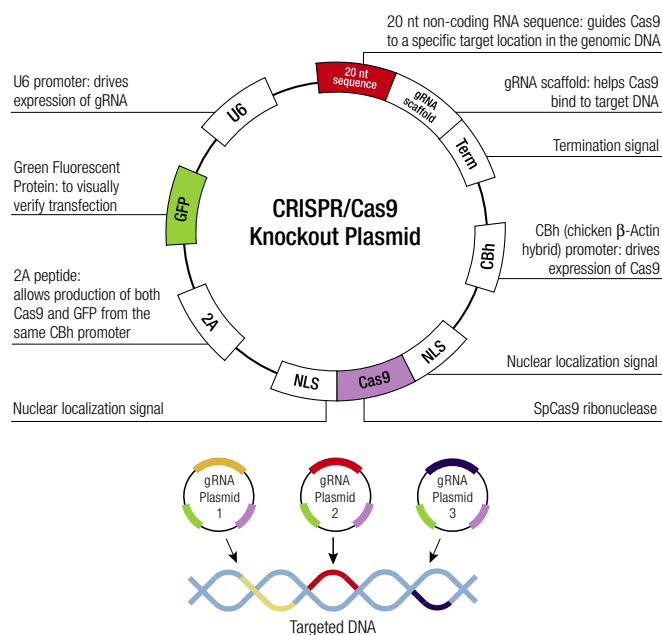 20 nt non-coding RNA sequence: guides Cas9
to a specific target location in the genomic DNA
20 nt
sequence
gRNA
scaffold
gRNA scaffold: helps Cas9
bind to target DNA
U6 promoter: drives
expression of gRNA
U6
Term
Termination signal
Green Fluorescent
Protein: to visually
verify transfection
GFP
CRISPR/Cas9
Knockout Plasmid
CBh
CBh (chicken β-Actin
hybrid) promoter: drives
expression of Cas9
2A peptide:
allows production of both
Cas9 and GFP from the
same CBh promoter
2A
NLS
Cas9
NLS
Nuclear localization signal
Nuclear localization signal
SpCas9 ribonuclease
gRNA
Plasmid
1
gRNA
Plasmid
2
gRNA
Plasmid
3
Targeted DNA